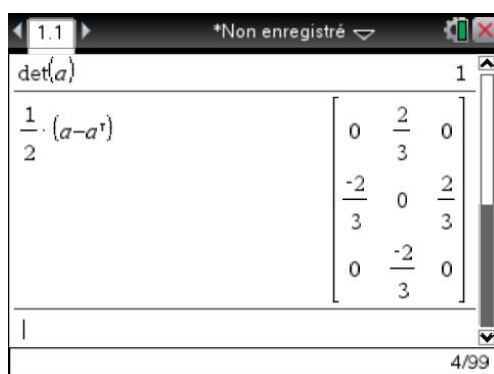 1.1 *Non enregistré
det(a) 1
1/2·(a−aᵀ) [0 2/3 0
-2/3 0 2/3
0 -2/3 0]
4/99